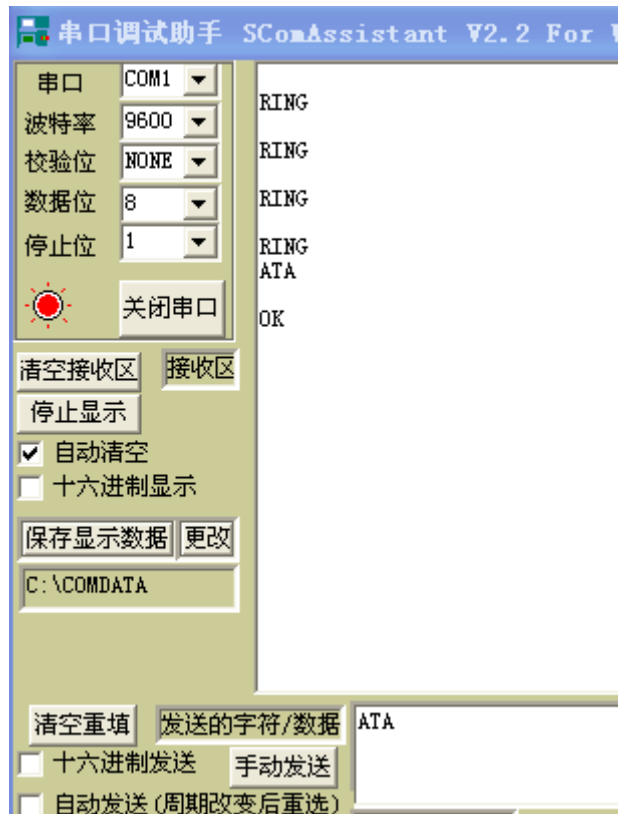 串口调试助手 SComAssistant V2.2 For
串口 COM1
波特率 9600
校验位 NONE
数据位 8
停止位 1
关闭串口
清空接收区 接收区
停止显示
自动清空
十六进制显示
保存显示数据 更改
C:\COMDATA
RING
RING
RING
RING
ATA
OK
清空重填 发送的字符/数据 ATA
十六进制发送 手动发送
自动发送(周期改变后重选)